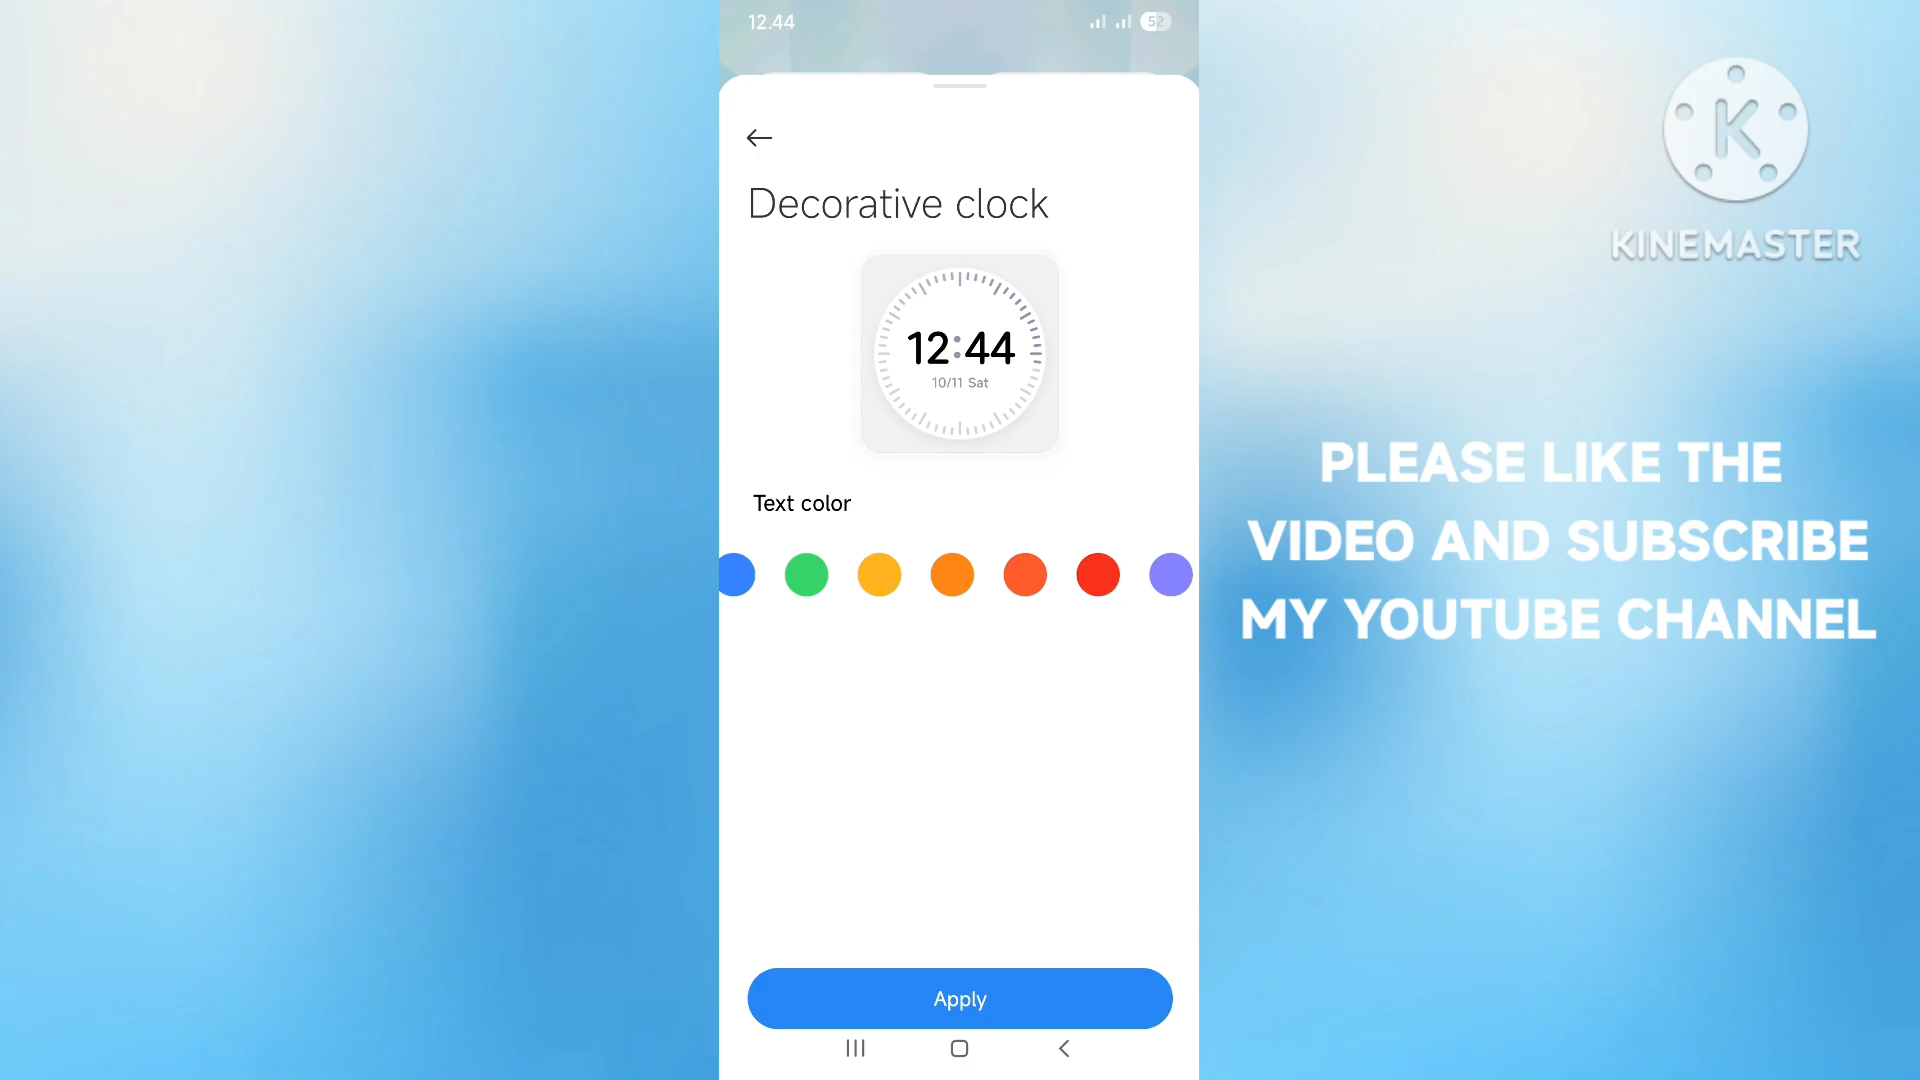 12.44
52
Decorative clock
12:44
10/11 Sat
Text color
Apply
K
KINEMASTER
PLEASE LIKE THE
VIDEO AND SUBSCRIBE
MY YOUTUBE CHANNEL